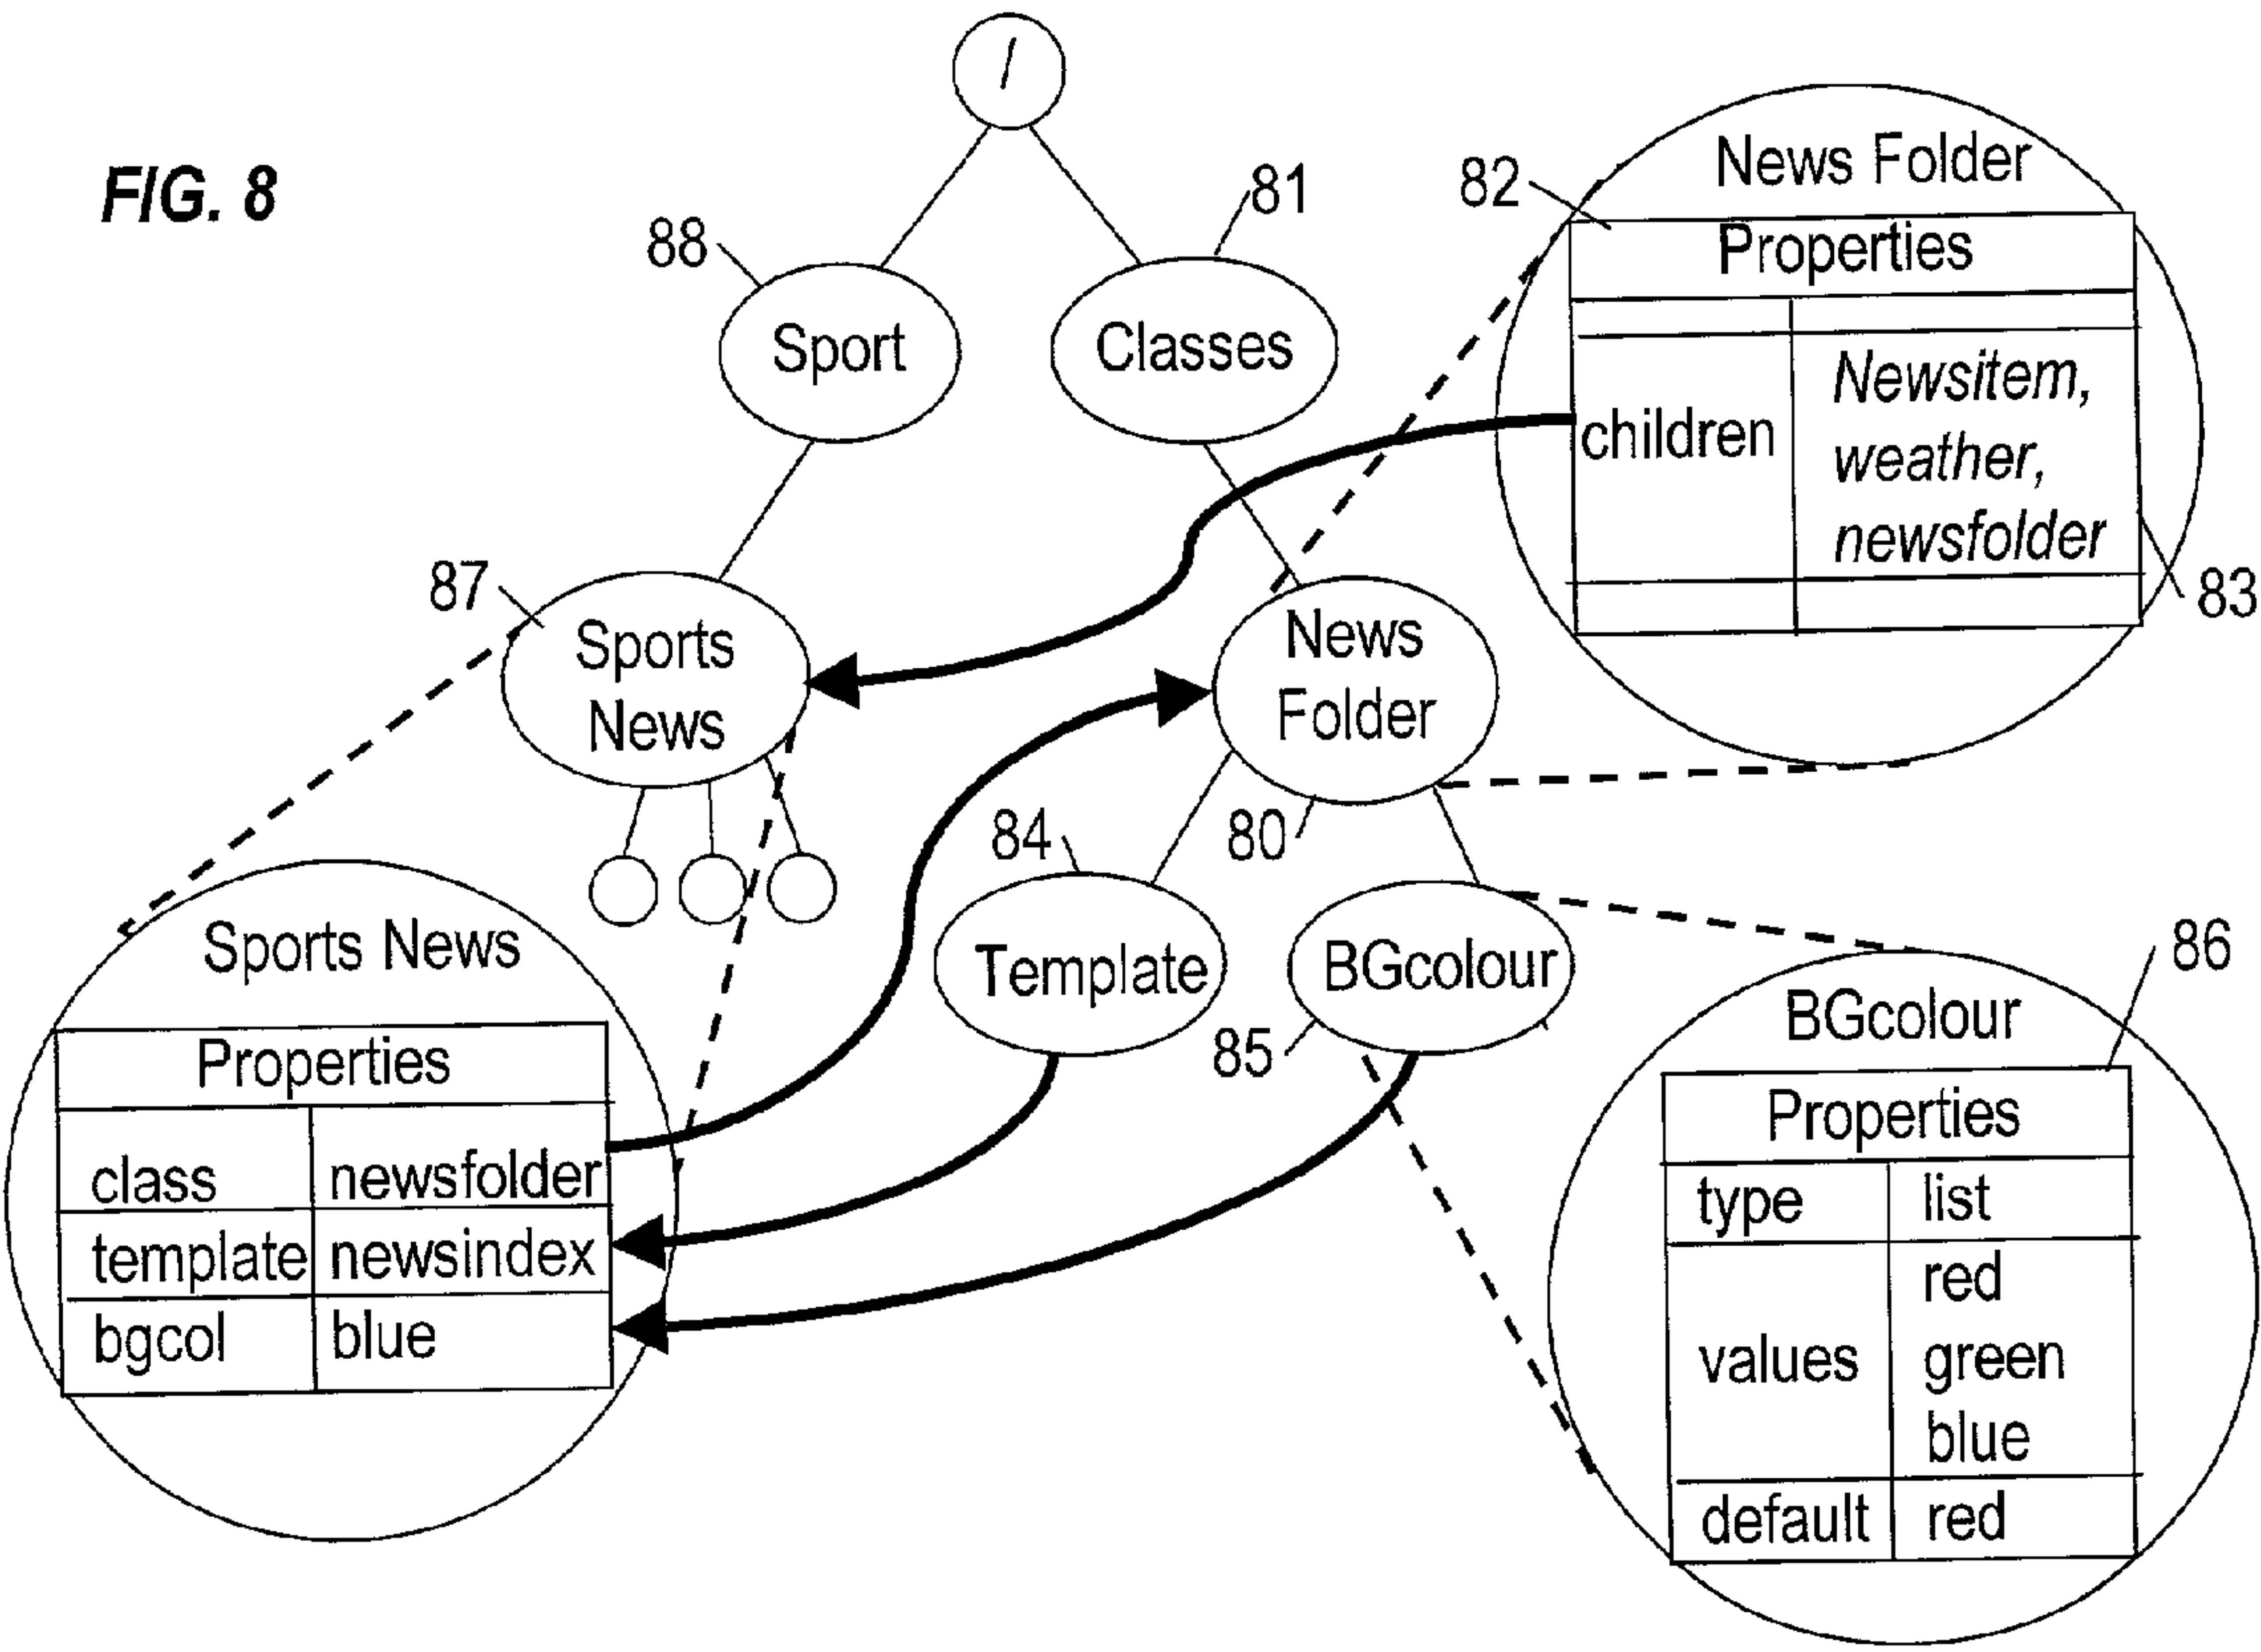 /
FIG. 8
88
81
82
Sport
Classes
News Folder
Properties
children
Newsitem,
weather,
newsfolder
83
87
Sports
News
News
Folder
80
84
Template
BGcolour
85
86
Sports News
Properties
class newsfolder
template newsindex
bgcol blue
BGcolour
Properties
type list
values
red
green
blue
default red